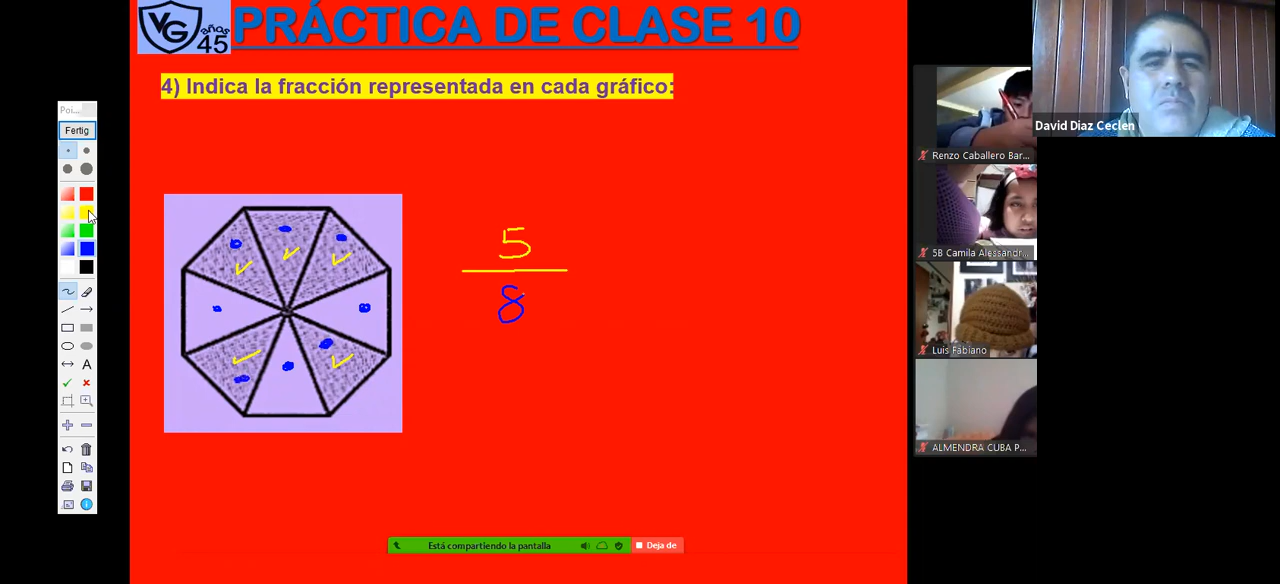 VG
años
45
PRÁCTICA DE CLASE 10
4) Indica la fracción representada en cada gráfico:
Poi...
Fertig
A
5
8
David Diaz Ceclen
Renzo Caballero Bar...
5B Camila Alessandr...
Luis Fabiano
ALMENDRA CUBA P...
Está compartiendo la pantalla
Deja de